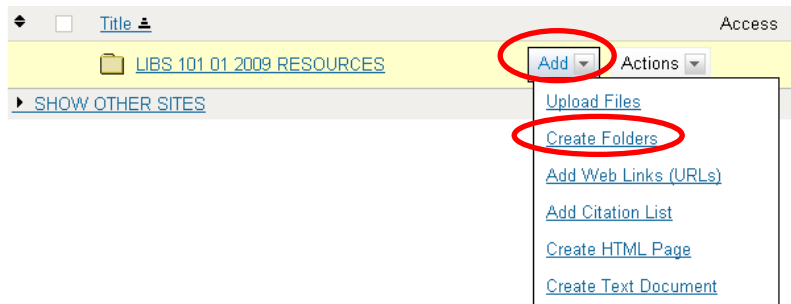 Title Access
LIBS 101 01 2009 RESOURCES Add Actions
SHOW OTHER SITES Upload Files
Create Folders
Add Web Links (URLs)
Add Citation List
Create HTML Page
Create Text Document